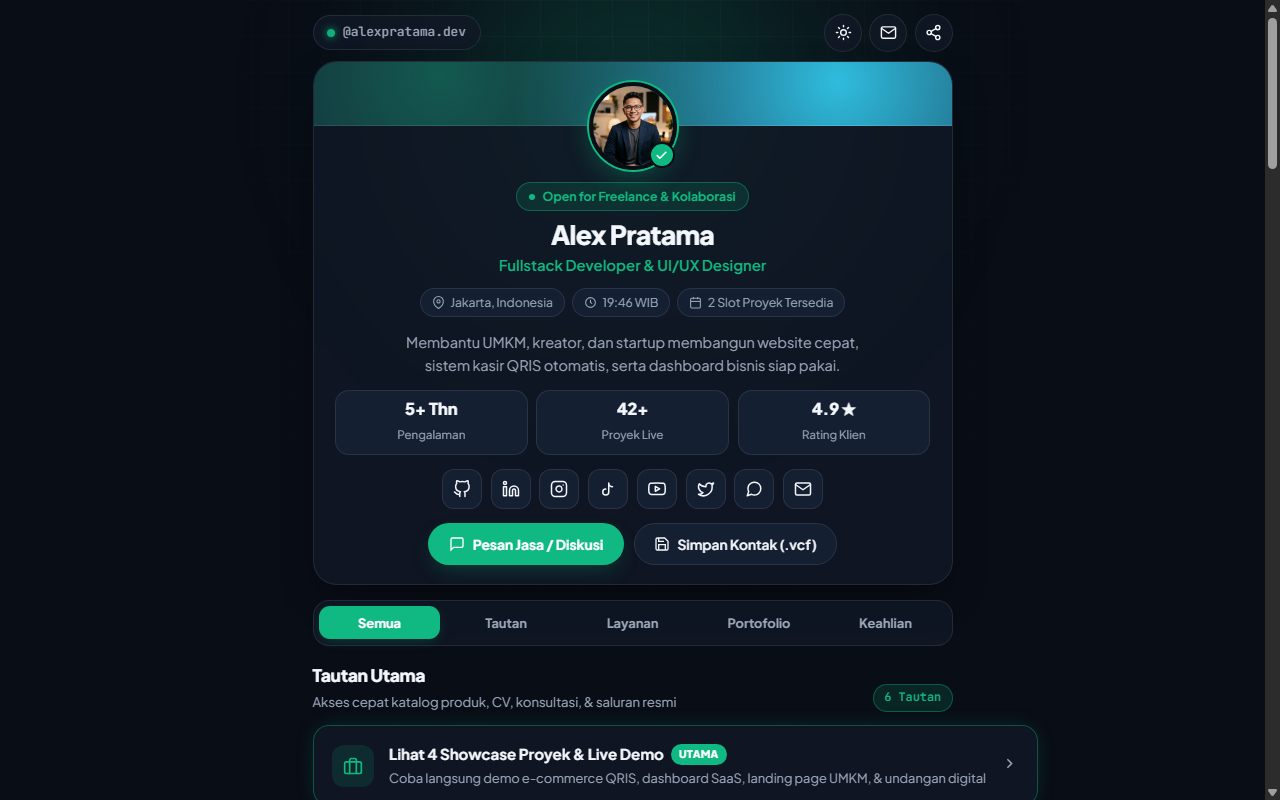 @alexpratama.dev
Open for Freelance & Kolaborasi
Alex Pratama
Fullstack Developer & UI/UX Designer
Jakarta, Indonesia
19:46 WIB
2 Slot Proyek Tersedia
Membantu UMKM, kreator, dan startup membangun website cepat,
sistem kasir QRIS otomatis, serta dashboard bisnis siap pakai.
5+ Thn
Pengalaman
42+
Proyek Live
4.9★
Rating Klien
Pesan Jasa / Diskusi
Simpan Kontak (.vcf)
Semua
Tautan
Layanan
Portofolio
Keahlian
Tautan Utama
Akses cepat katalog produk, CV, konsultasi, & saluran resmi
6 Tautan
Lihat 4 Showcase Proyek & Live Demo
UTAMA
Coba langsung demo e-commerce QRIS, dashboard SaaS, landing page UMKM, & undangan digital